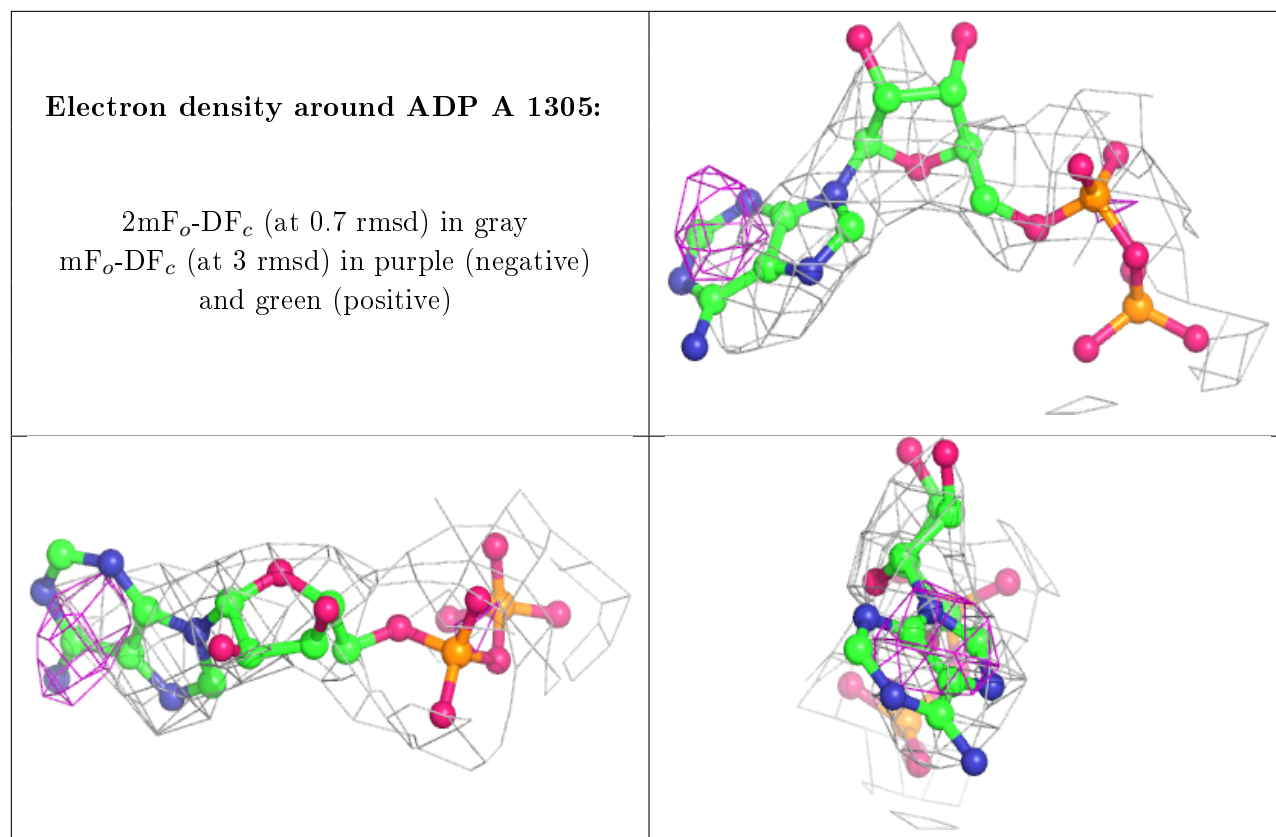 Electron density around ADP A 1305:
2mFo-DFc (at 0.7 rmsd) in gray
mFo-DFc (at 3 rmsd) in purple (negative)
and green (positive)